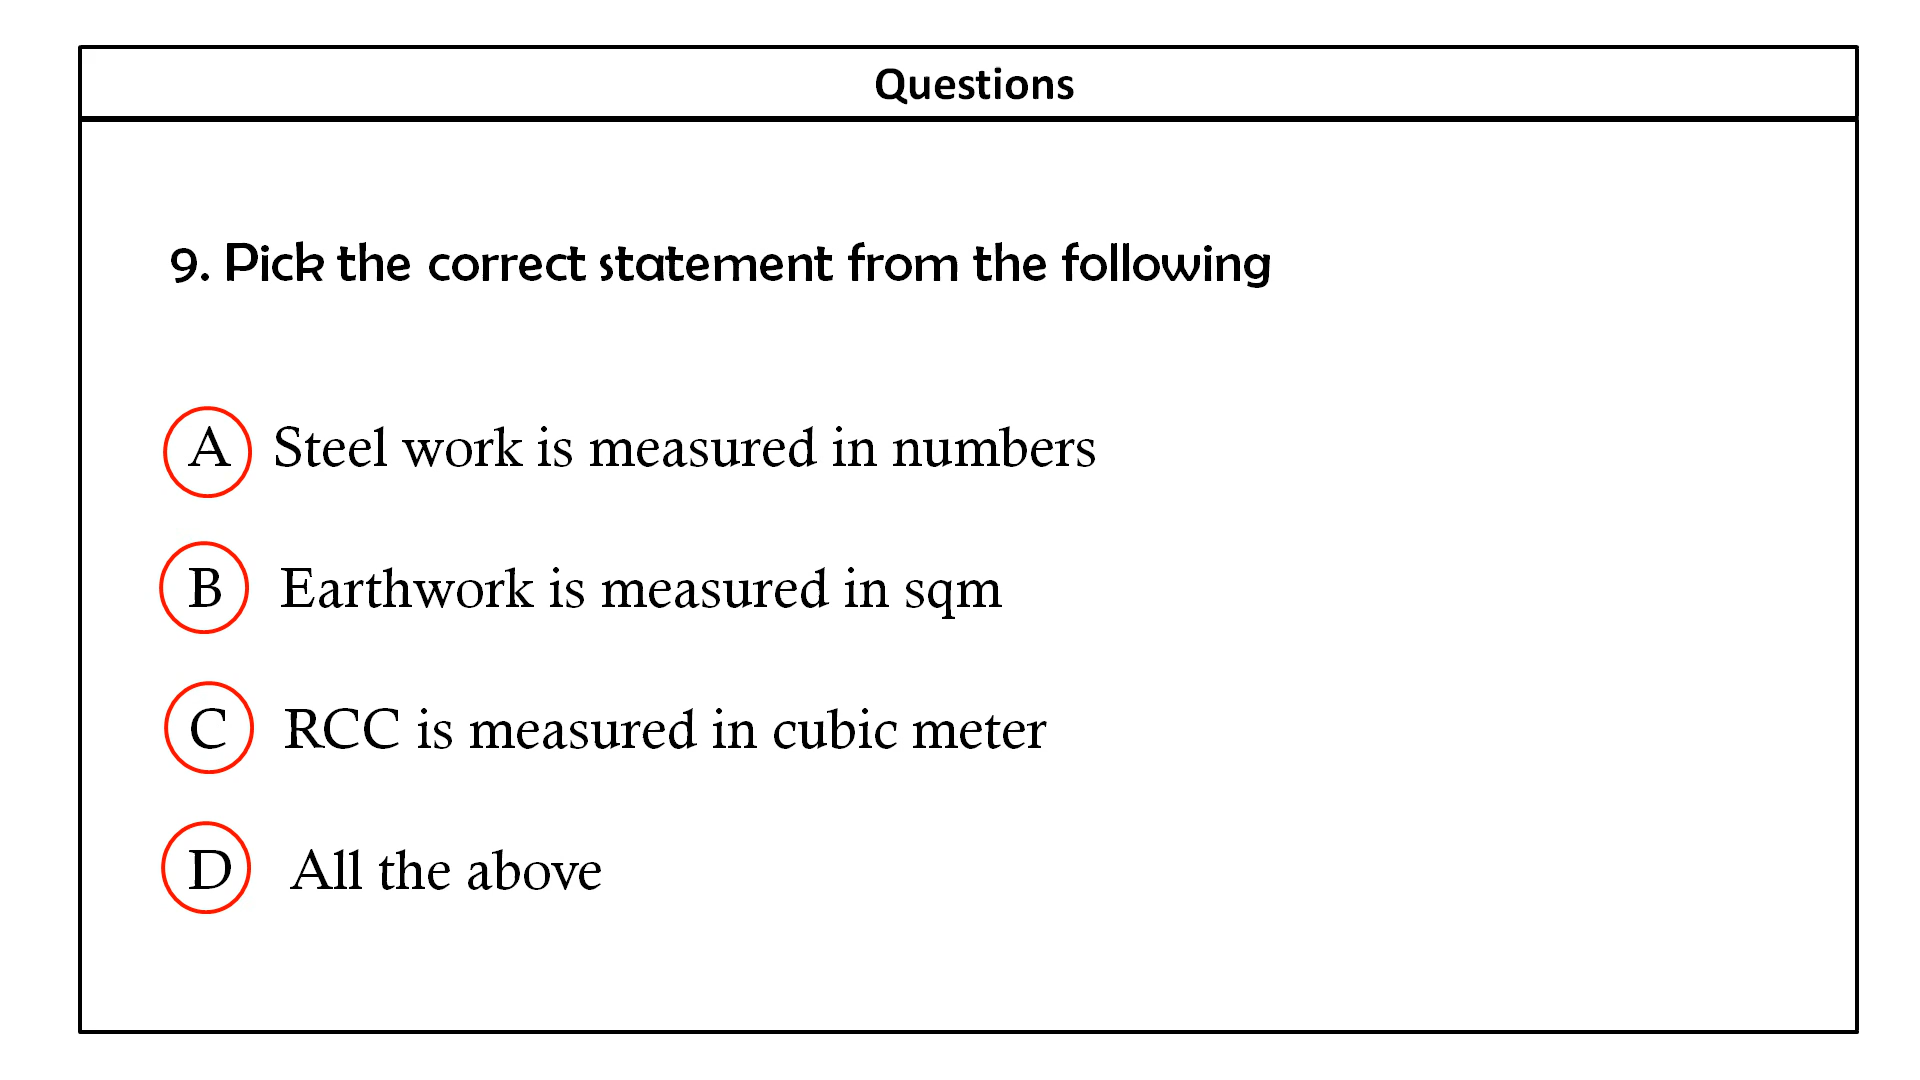 Questions
9. Pick the correct statement from the following
A Steel work is measured in numbers
B Earthwork is measured in sqm
C RCC is measured in cubic meter
D All the above